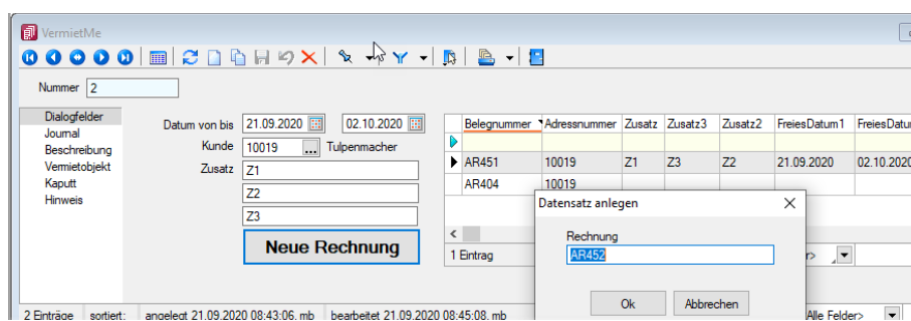 VermietMe
Nummer 2
Dialogfelder
Journal
Beschreibung
Vermietobjekt
Kaputt
Hinweis
Datum von bis 21.09.2020 02.10.2020
Kunde 10019 ... Tulpenmacher
Zusatz Z1
Z2
Z3
Neue Rechnung
Belegnummer Adressnummer Zusatz Zusatz3 Zusatz2 FreiesDatum1 FreiesDatu
AR451 10019 Z1 Z3 Z2 21.09.2020 02.10.2020
AR404 10019
1 Eintrag
Datensatz anlegen
Rechnung
AR452
Ok Abbrechen
2 Einträge sortiert: angelegt 21.09.2020 08:43:06, mb bearbeitet 21.09.2020 08:45:08, mb
Alle Felder>